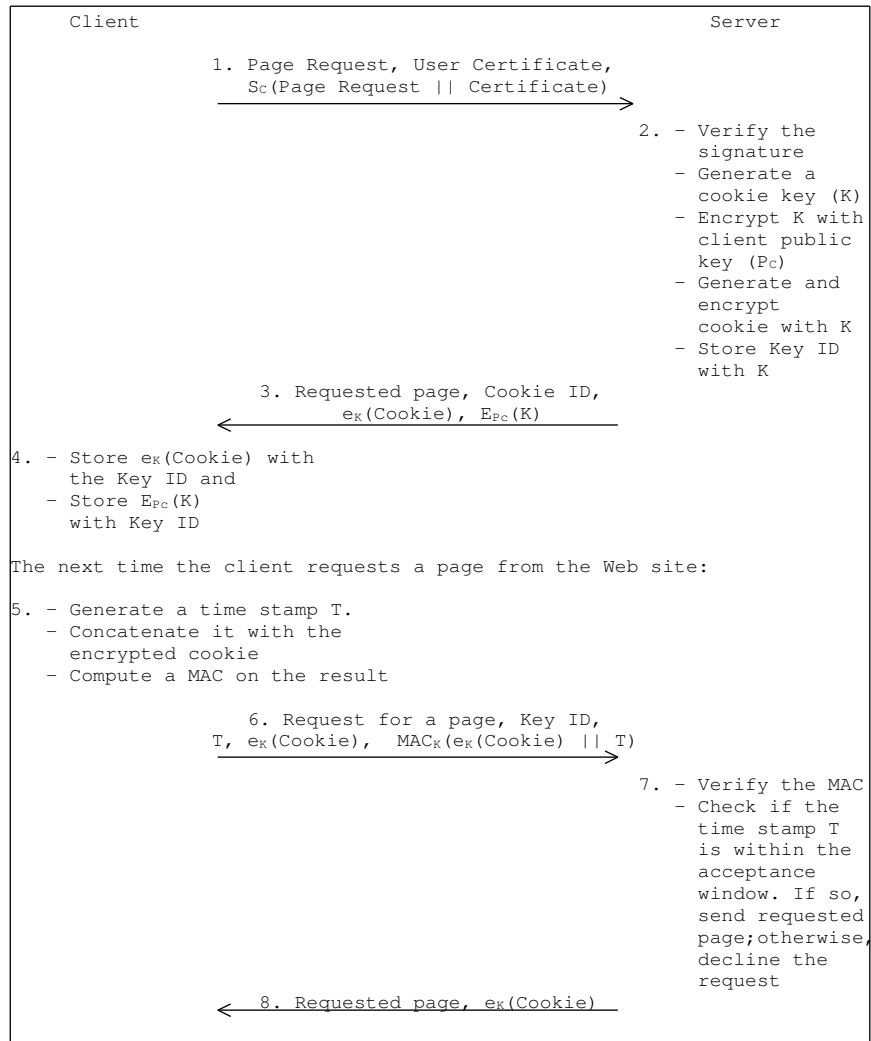 Client Server
1. Page Request, User Certificate,
Sc(Page Request || Certificate)
2. - Verify the
signature
- Generate a
cookie key (K)
- Encrypt K with
client public
key (Pc)
- Generate and
encrypt
cookie with K
- Store Key ID
with K
3. Requested page, Cookie ID,
eK(Cookie), EPc(K)
4. - Store eK(Cookie) with
the Key ID and
- Store EPc(K)
with Key ID
The next time the client requests a page from the Web site:
5. - Generate a time stamp T.
- Concatenate it with the
encrypted cookie
- Compute a MAC on the result
6. Request for a page, Key ID,
T, eK(Cookie), MACK(eK(Cookie) || T)
7. - Verify the MAC
- Check if the
time stamp T
is within the
acceptance
window. If so,
send requested
page;otherwise,
decline the
request
8. Requested page, eK(Cookie)